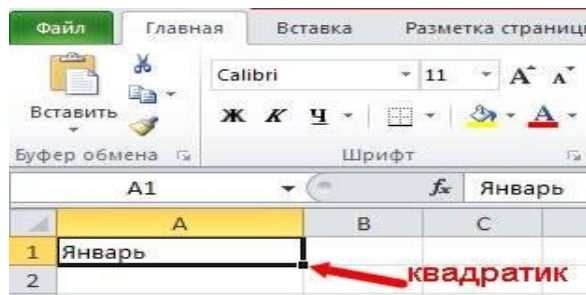 Файл Главная Вставка Разметка страниц
Calibri 11 А А
Вставить Ж К Ч А
Буфер обмена Шрифт
A1 fx Январь
A B C
1 Январь
2
квадратик